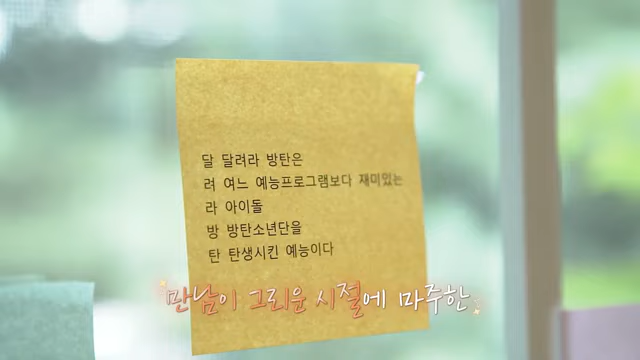 달 달려라 방탄은
려 여느 예능프로그램보다 재미있는
라 아이돌
방 방탄소년단을
탄 탄생시킨 예능이다
만남이 그리운 시절에 마주한